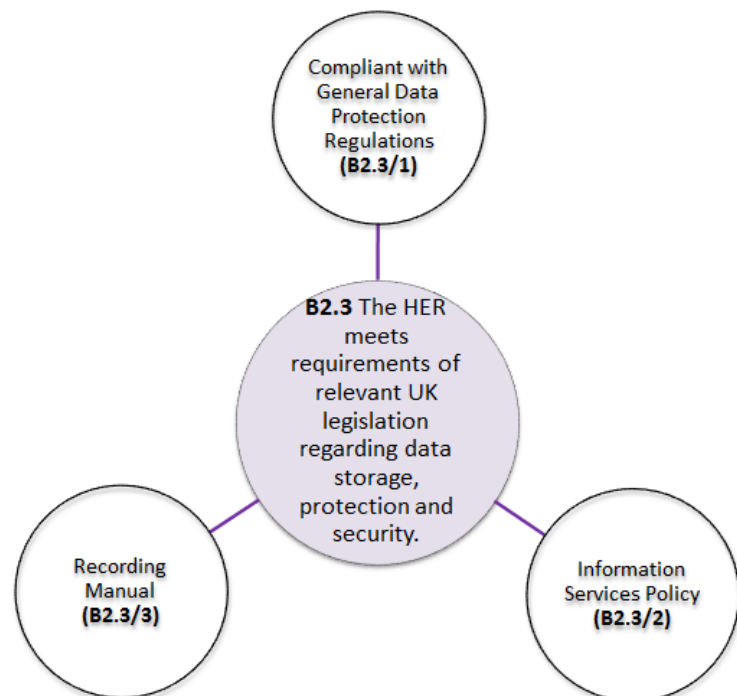 Compliant with
General Data
Protection
Regulations
(B2.3/1)
B2.3 The HER
meets
requirements of
relevant UK
legislation
regarding data
storage,
protection and
security.
Recording
Manual
(B2.3/3)
Information
Services Policy
(B2.3/2)